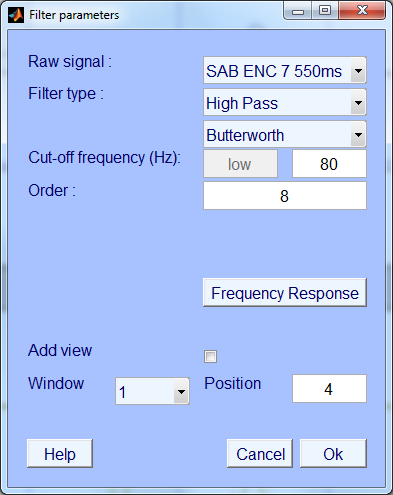 Filter parameters
Raw signal :
SAB ENC 7 550ms
Filter type :
High Pass
Butterworth
Cut-off frequency (Hz):
low
80
Order :
8
Frequency Response
Add view
Window
1
Position
4
Help
Cancel
Ok